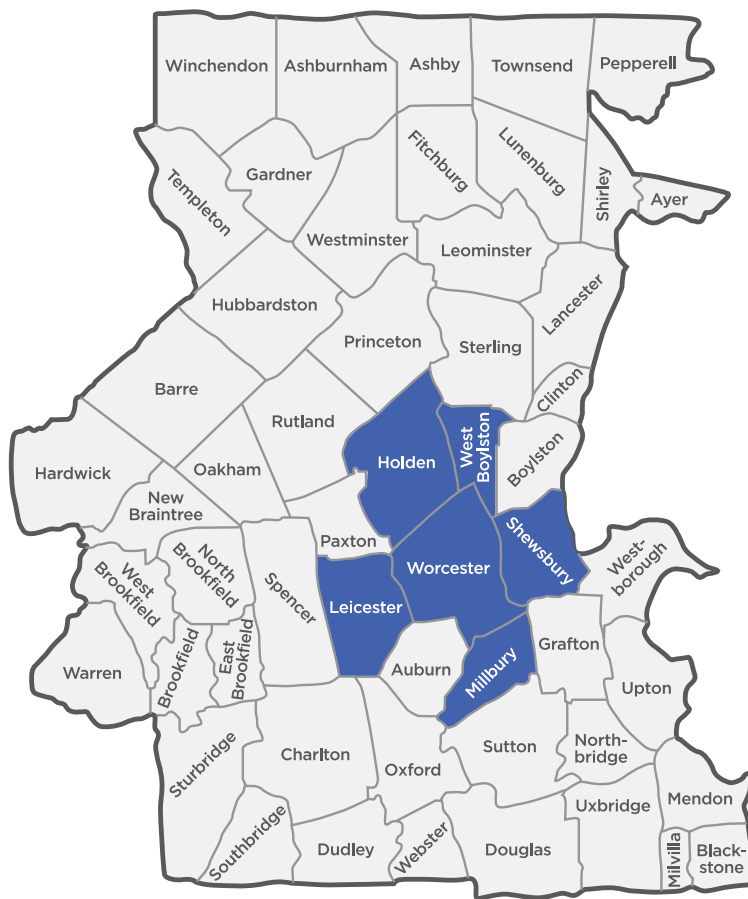 Winchendon
Ashburnham
Ashby
Townsend
Pepperell
Templeton
Gardner
Fitchburg
Lunenburg
Shirley
Ayer
Westminster
Leominster
Hubbardston
Princeton
Sterling
Lancaster
Barre
Rutland
Clinton
Hardwick
Oakham
Holden
West
Boylston
Boylston
New
Braintree
Paxton
Shewsbury
West-
borough
North
Brookfield
West
Brookfield
Spencer
Worcester
Leicester
Warren
Brookfield
East
Brookfield
Auburn
Millbury
Grafton
Upton
Sturbridge
Charlton
Oxford
Sutton
North-
bridge
Southbridge
Dudley
Webster
Douglas
Uxbridge
Mendon
Milvilla
Black-
stone